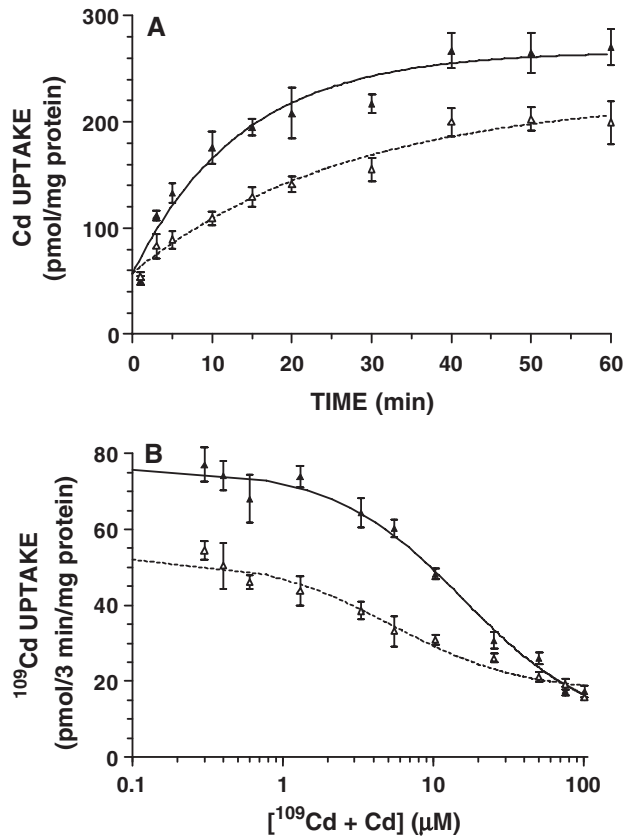 A
300
200
100
0
Cd UPTAKE
(pmol/mg protein)
0 10 20 30 40 50 60
TIME (min)
B
80
60
40
20
0
¹⁰⁹Cd UPTAKE
(pmol/3 min/mg protein)
0.1 1 10 100
[¹⁰⁹Cd + Cd] (μM)